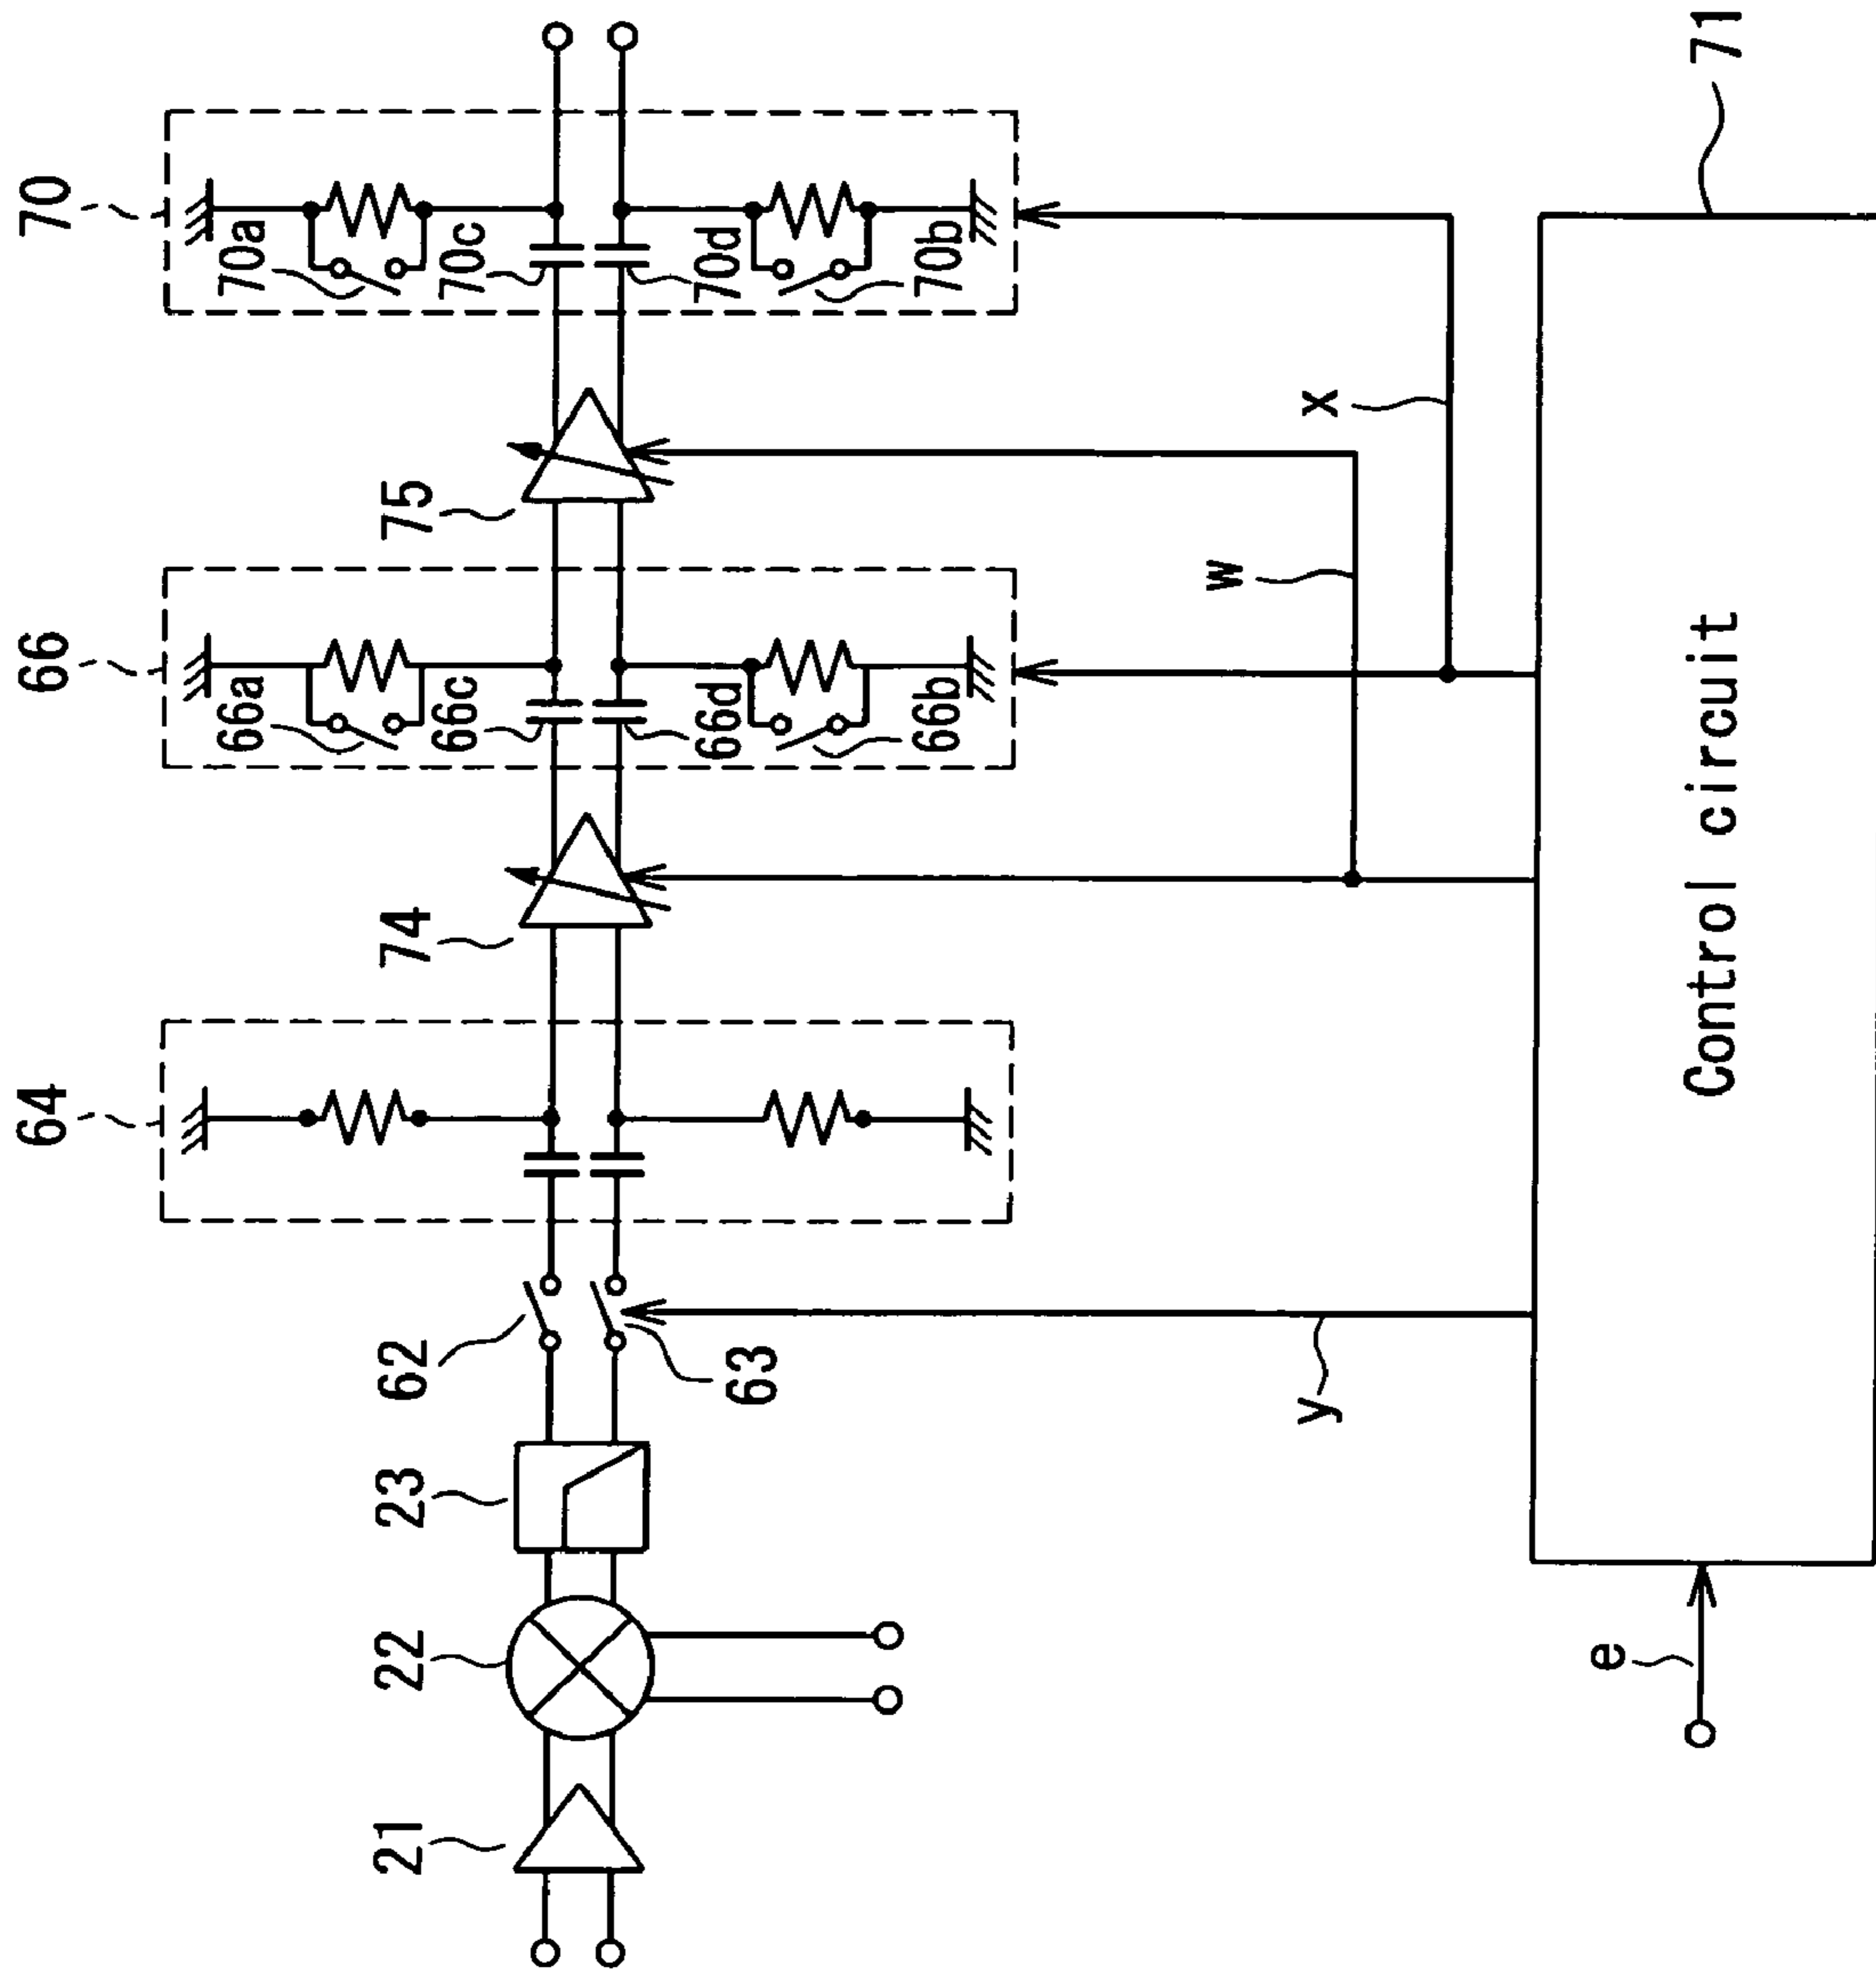 70
66
64
70a
70c
70d
70b
66a
66c
66d
66b
75
74
62
63
23
22
21
x
w
y
e
Control circuit
71